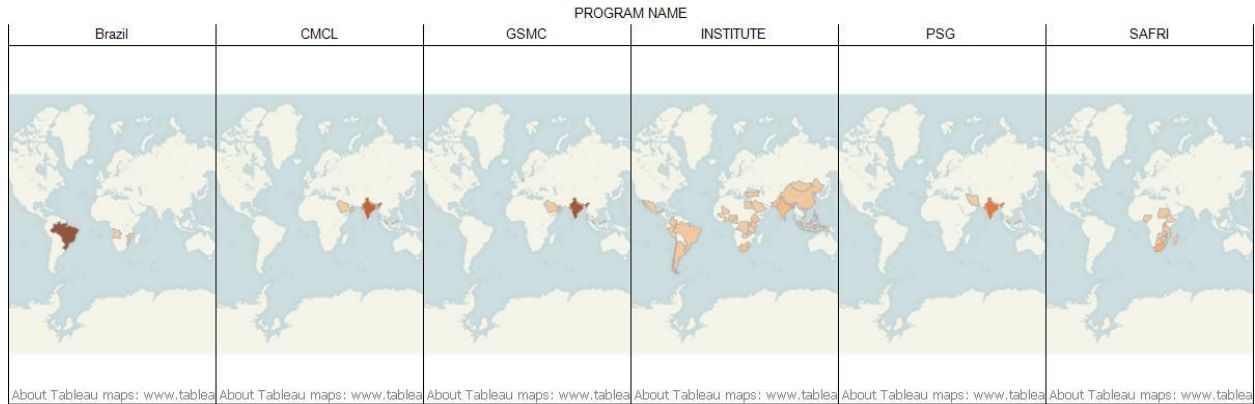 PROGRAM NAME
Brazil CMCL GSMC INSTITUTE PSG SAFRI
About Tableau maps: www.tablea About Tableau maps: www.tablea About Tableau maps: www.tablea About Tableau maps: www.tablea About Tableau maps: www.tablea About Tableau maps: www.tablea